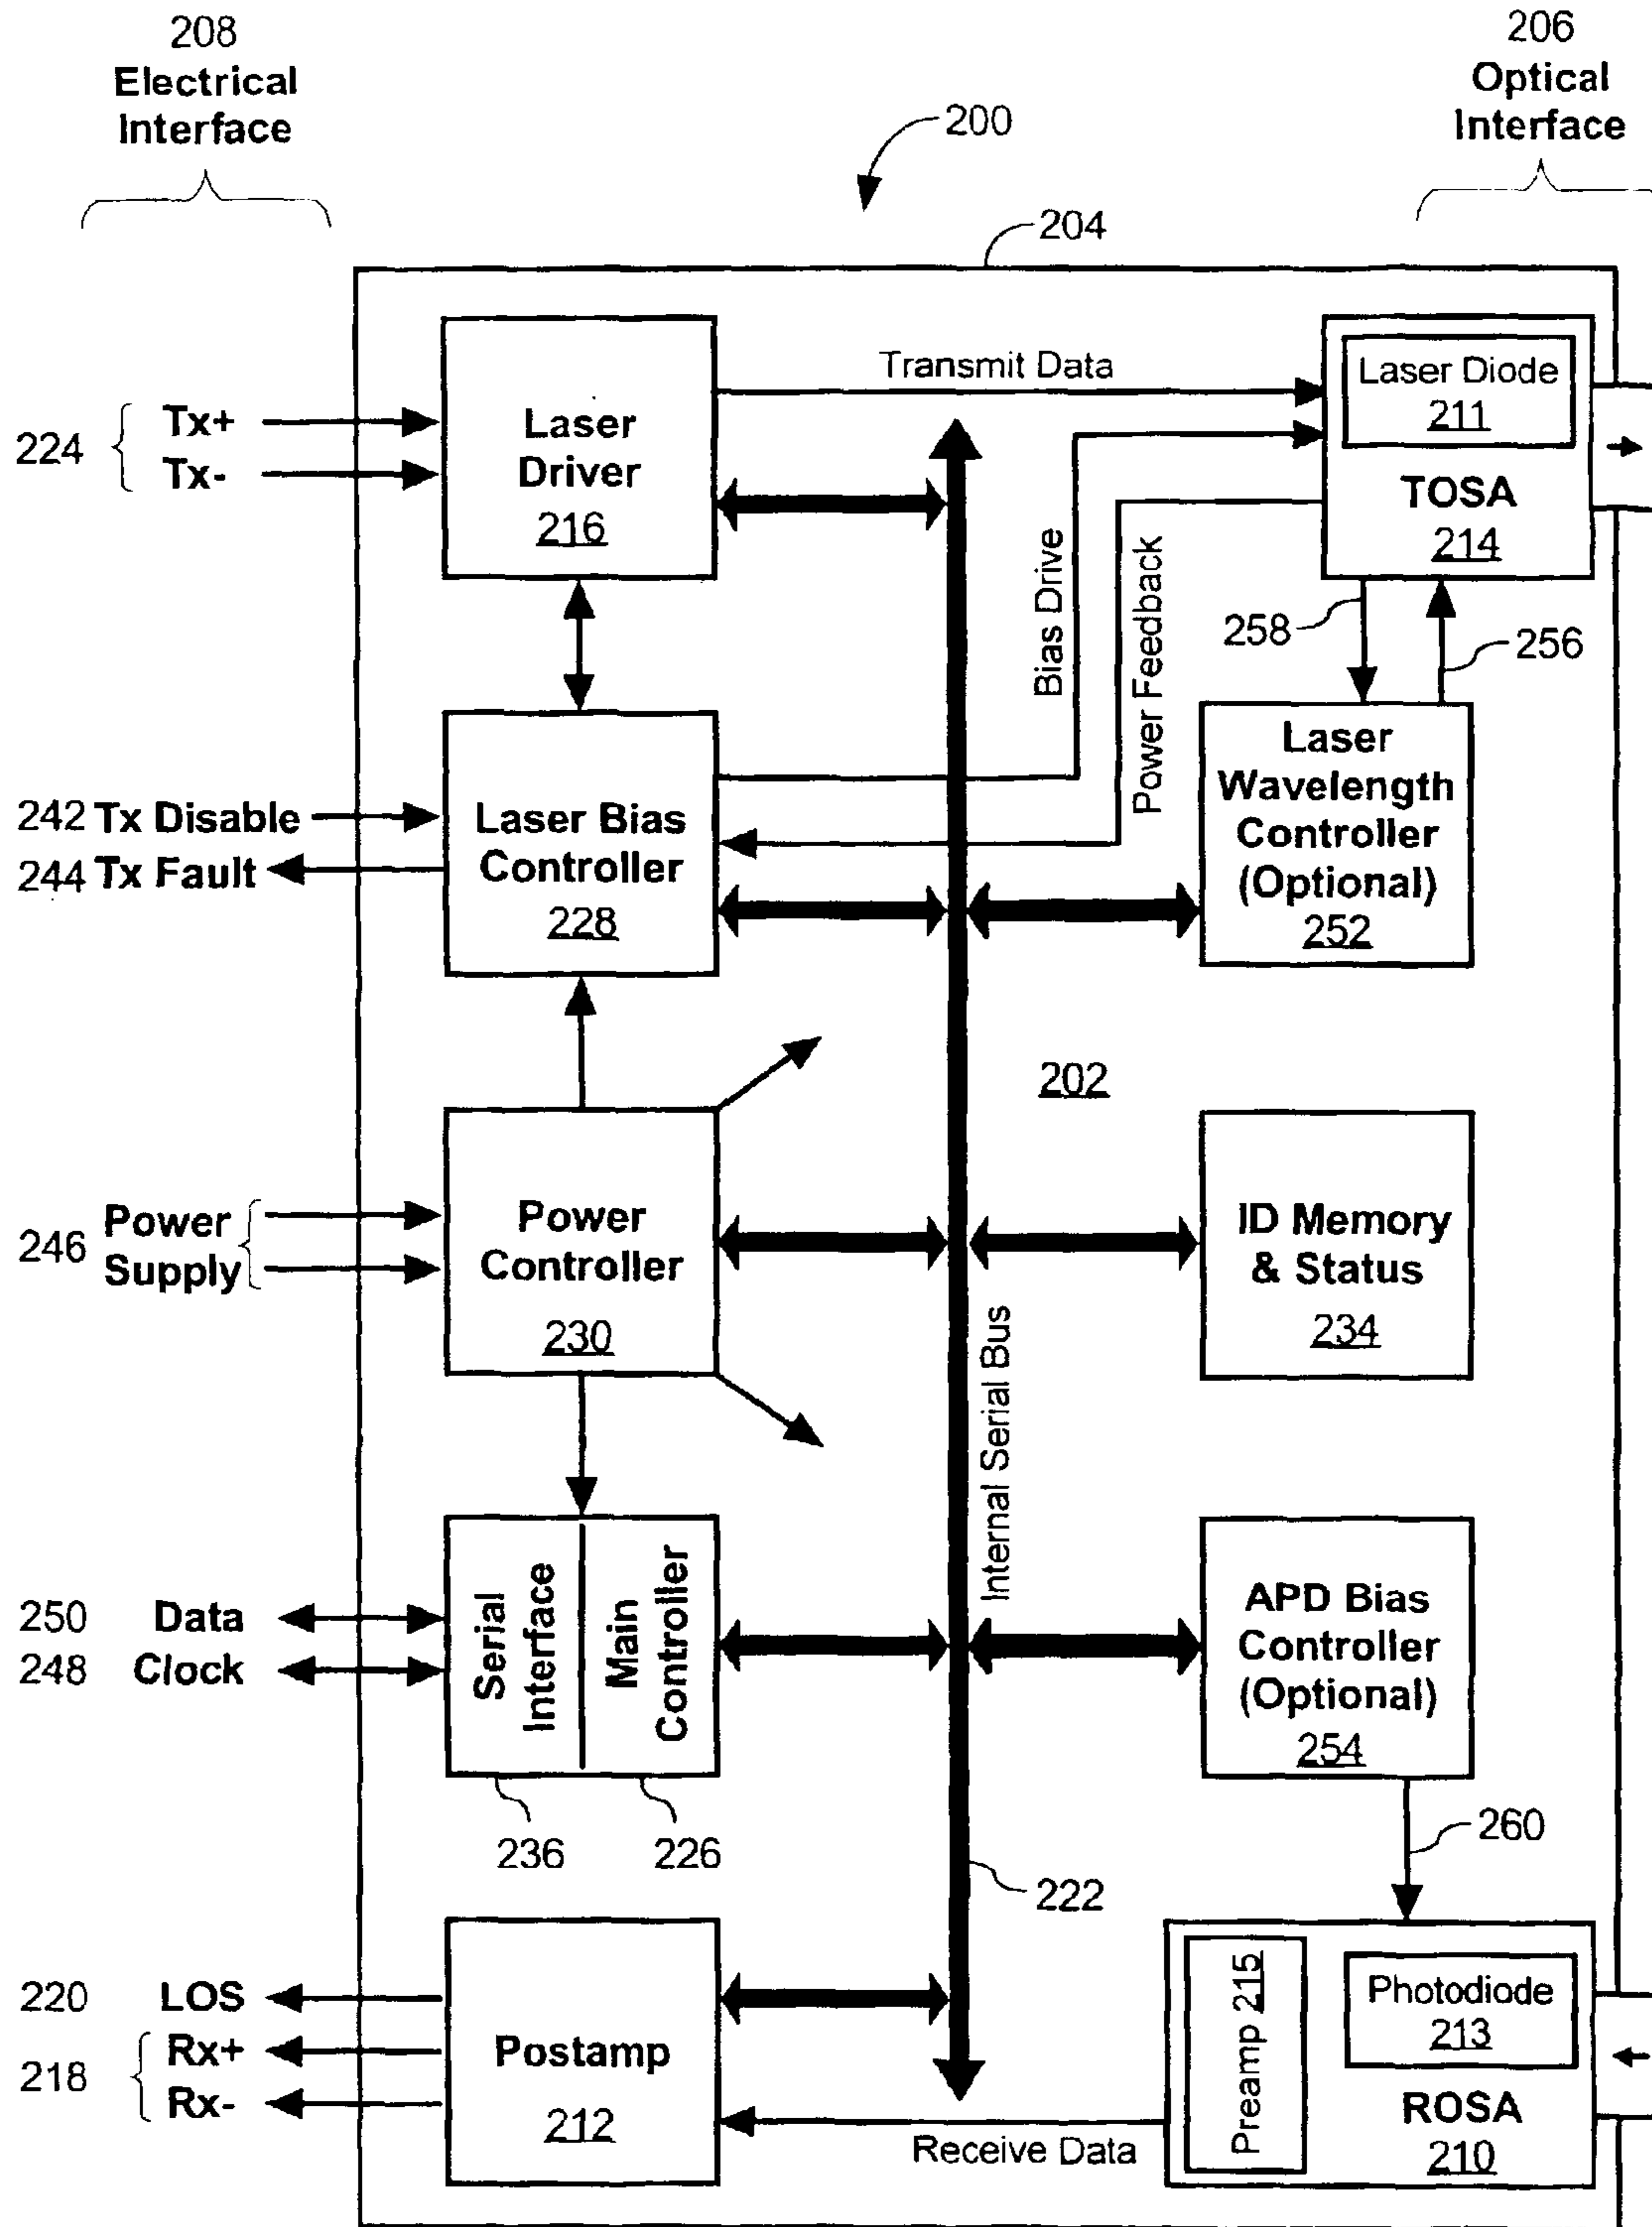 208
Electrical
Interface
206
Optical
Interface
200
204
224
Tx+
Tx-
Laser
Driver
216
Transmit Data
Laser Diode
211
TOSA
214
Bias Drive
Power Feedback
258
256
242 Tx Disable
244 Tx Fault
Laser Bias
Controller
228
Laser
Wavelength
Controller
(Optional)
252
202
246
Power
Supply
Power
Controller
230
ID Memory
& Status
234
Internal Serial Bus
250 Data
248 Clock
Serial
Interface
Main
Controller
236
226
APD Bias
Controller
(Optional)
254
260
222
220 LOS
218
Rx+
Rx-
Postamp
212
Receive Data
Preamp 215
Photodiode
213
ROSA
210